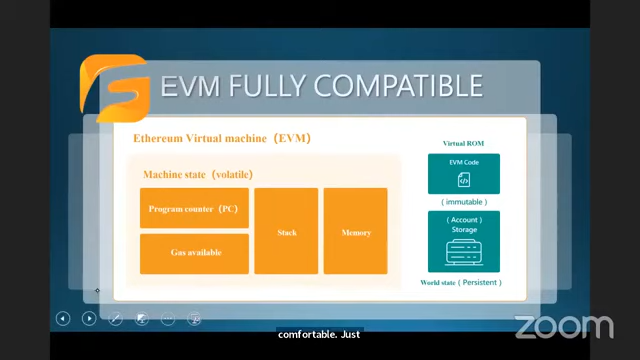 EVM FULLY COMPATIBLE
Ethereum Virtual machine（EVM）
Machine state（volatile）
Program counter（PC）
Gas available
Stack
Memory
Virtual ROM
EVM Code
（immutable）
（Account）
Storage
World state（Persistent）
zoom
comfortable. Just